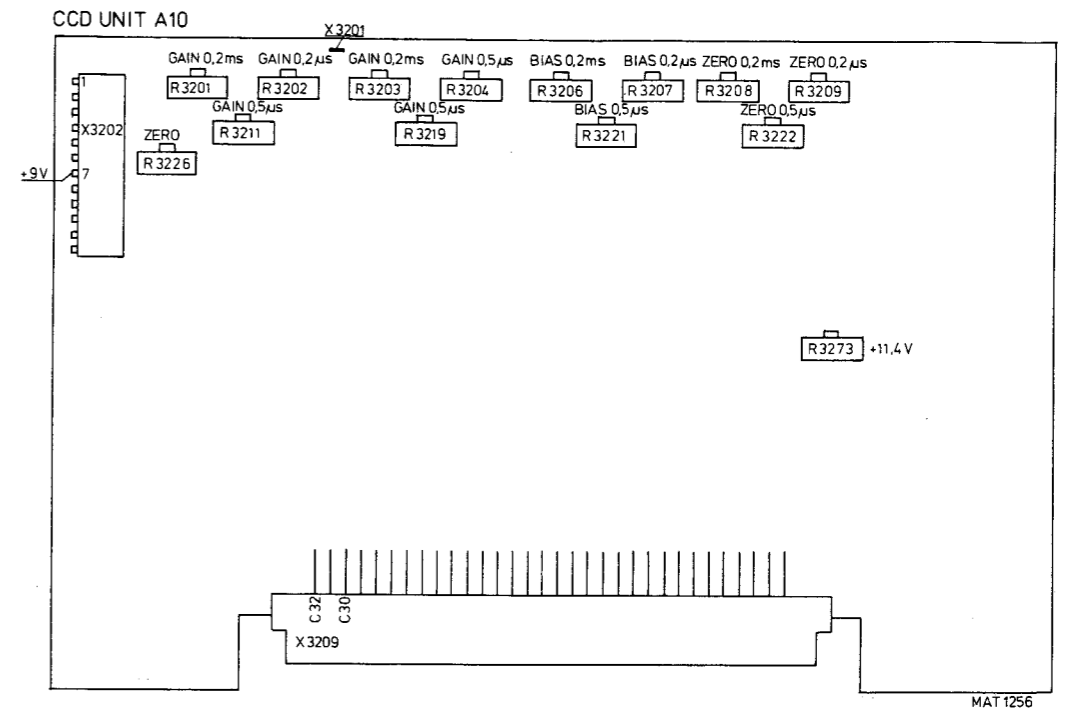 CCD UNIT A10
X3201
GAIN 0,2ms GAIN 0,2µs GAIN 0,2ms GAIN 0,5µs BIAS 0,2ms BIAS 0,2µs ZERO 0,2ms ZERO 0,2µs
R3201 R3202 R3203 R3204 R3206 R3207 R3208 R3209
GAIN 0,5µs GAIN 0,5µs BIAS 0,5µs ZERO 0,5µs
R3211 R3219 R3221 R3222
1
X3202
ZERO
R3226
+9V
7
R3273 +11,4V
C32 C30
X3209
MAT1256